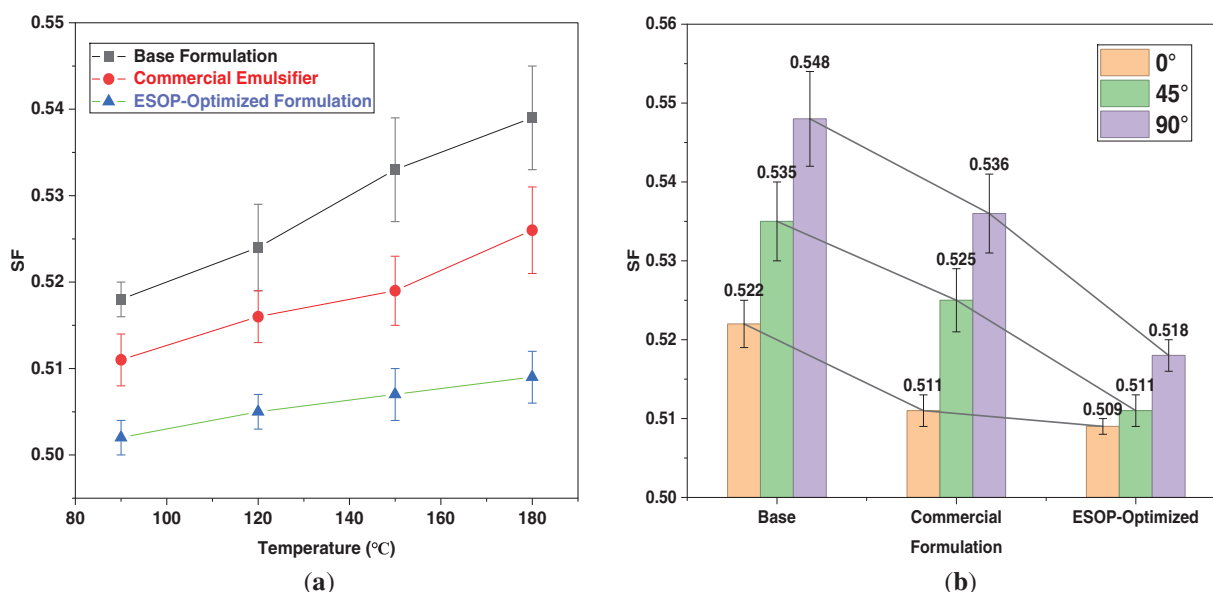 0.55
0.54
0.53
0.52
0.51
0.50
SF
80
100
120
140
160
180
Temperature (°C)
Base Formulation
Commercial Emulsifier
ESOP-Optimized Formulation
(a)
0.56
0.55
0.54
0.53
0.52
0.51
0.50
SF
0.522
0.535
0.548
0.511
0.525
0.536
0.509
0.511
0.518
0°
45°
90°
Base
Commercial
ESOP-Optimized
Formulation
(b)